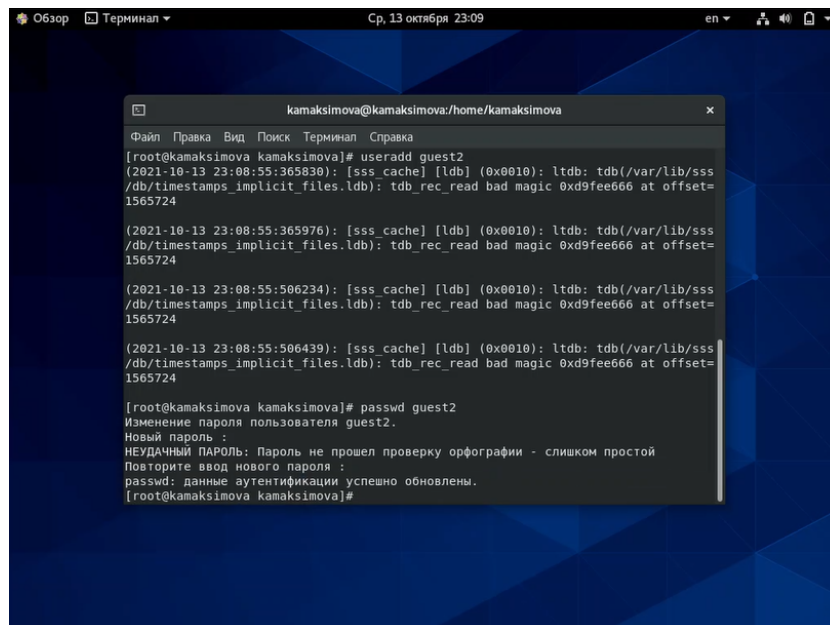 Обзор Терминал Ср, 13 октября 23:09 en
kamaksimova@kamaksimova:/home/kamaksimova ×
Файл Правка Вид Поиск Терминал Справка
[root@kamaksimova kamaksimova]# useradd guest2
(2021-10-13 23:08:55:365830): [sss_cache] [ldb] (0x0010): ltdb: tdb(/var/lib/sss
/db/timestamps_implicit_files.ldb): tdb_rec_read bad magic 0xd9fee666 at offset=
1565724
(2021-10-13 23:08:55:365976): [sss_cache] [ldb] (0x0010): ltdb: tdb(/var/lib/sss
/db/timestamps_implicit_files.ldb): tdb_rec_read bad magic 0xd9fee666 at offset=
1565724
(2021-10-13 23:08:55:506234): [sss_cache] [ldb] (0x0010): ltdb: tdb(/var/lib/sss
/db/timestamps_implicit_files.ldb): tdb_rec_read bad magic 0xd9fee666 at offset=
1565724
(2021-10-13 23:08:55:506439): [sss_cache] [ldb] (0x0010): ltdb: tdb(/var/lib/sss
/db/timestamps_implicit_files.ldb): tdb_rec_read bad magic 0xd9fee666 at offset=
1565724
[root@kamaksimova kamaksimova]# passwd guest2
Изменение пароля пользователя guest2.
Новый пароль :
НЕУДАЧНЫЙ ПАРОЛЬ: Пароль не прошел проверку орфографии - слишком простой
Повторите ввод нового пароля :
passwd: данные аутентификации успешно обновлены.
[root@kamaksimova kamaksimova]#